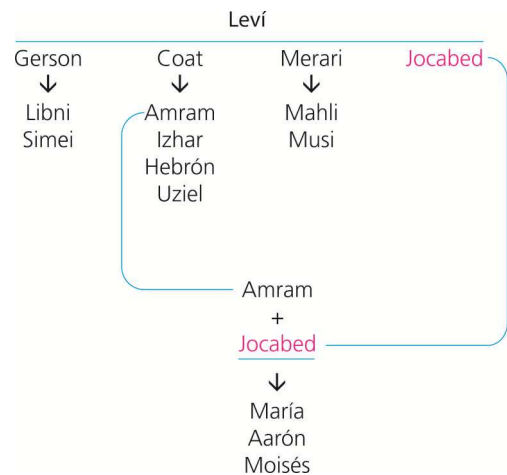 Leví
Gerson Coat Merari Jocabed
↓ ↓ ↓
Libni Amram Mahli
Simei Izhar Musi
Hebrón
Uziel
Amram
+
Jocabed
↓
María
Aarón
Moisés